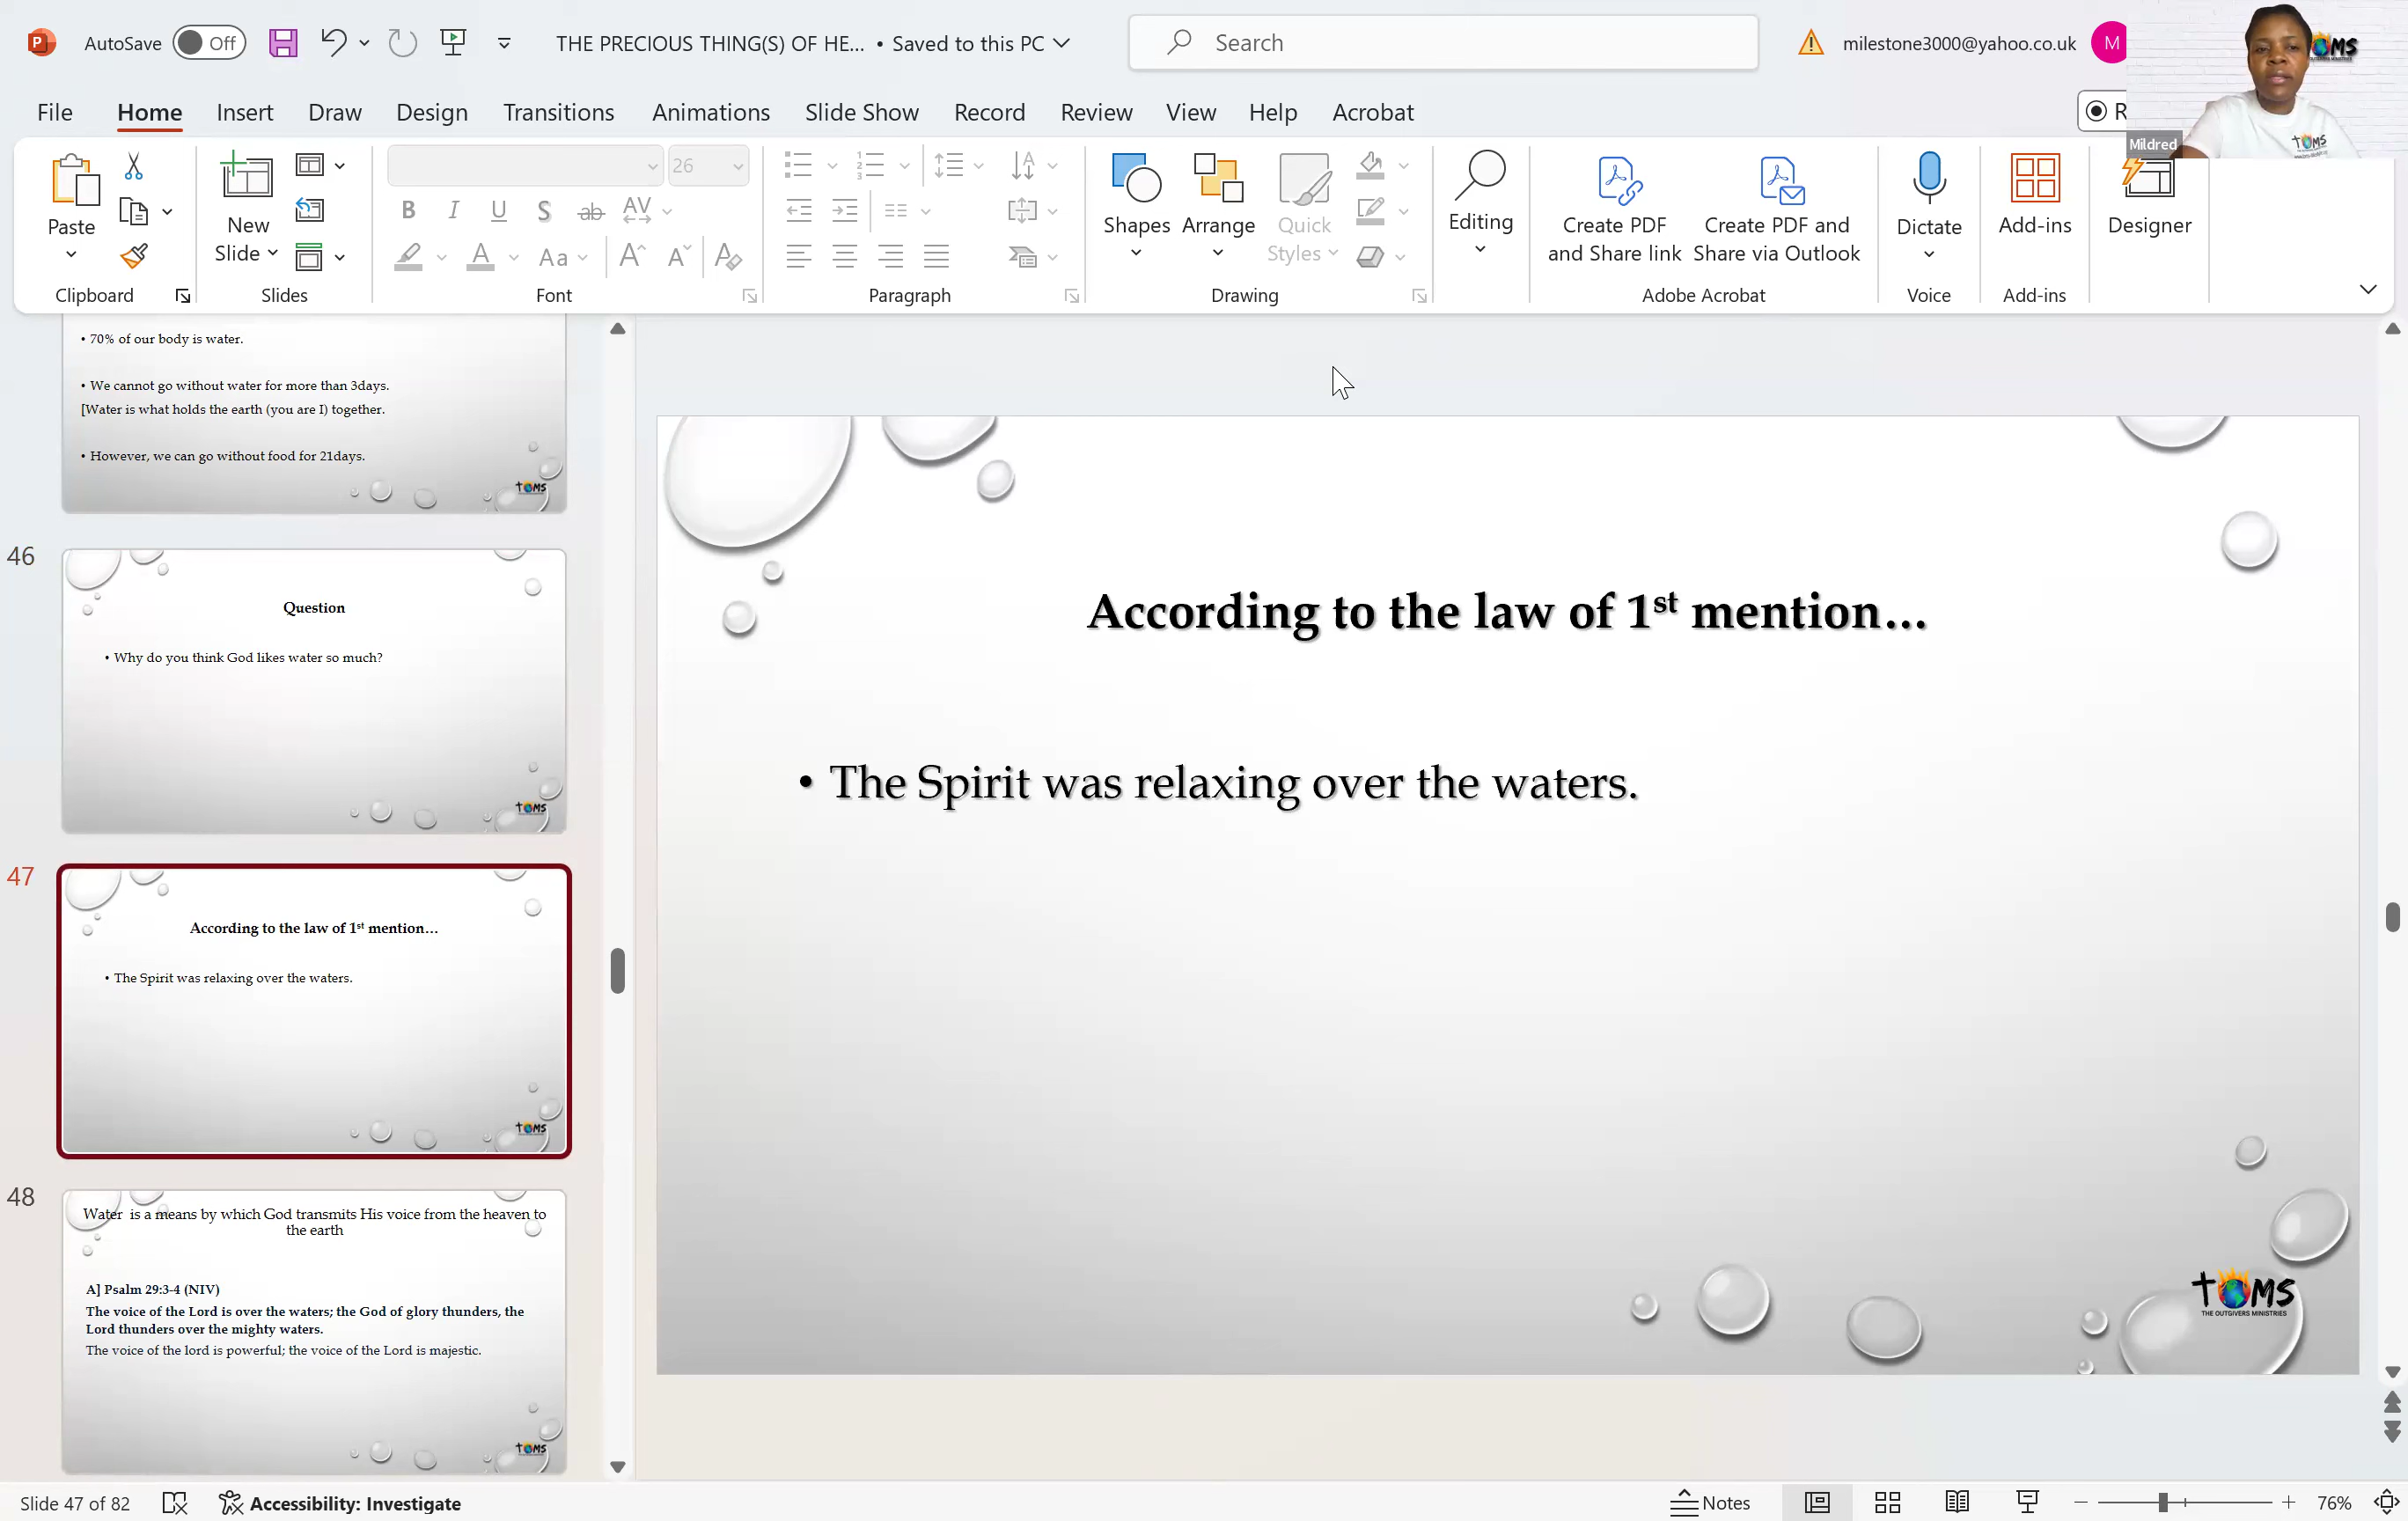 AutoSave Off THE PRECIOUS THING(S) OF HE... • Saved to this PC Search milestone3000@yahoo.co.uk M
File Home Insert Draw Design Transitions Animations Slide Show Record Review View Help Acrobat R
Mildred
Paste New Slide 26 Shapes Arrange Quick Styles Editing Create PDF and Share link Create PDF and Share via Outlook Dictate Add-ins Designer
Clipboard Slides Font Paragraph Drawing Adobe Acrobat Voice Add-ins
• 70% of our body is water.
• We cannot go without water for more than 3days.
[Water is what holds the earth (you are I) together.
• However, we can go without food for 21days.
TOMS
46
Question
• Why do you think God likes water so much?
TOMS
47
According to the law of 1st mention...
• The Spirit was relaxing over the waters.
TOMS
48
Water is a means by which God transmits His voice from the heaven to
the earth
A] Psalm 29:3-4 (NIV)
The voice of the Lord is over the waters; the God of glory thunders, the
Lord thunders over the mighty waters.
The voice of the lord is powerful; the voice of the Lord is majestic.
TOMS
According to the law of 1st mention...
• The Spirit was relaxing over the waters.
TOMS
THE OUTGIVERS MINISTRIES
Slide 47 of 82 Accessibility: Investigate Notes 76%